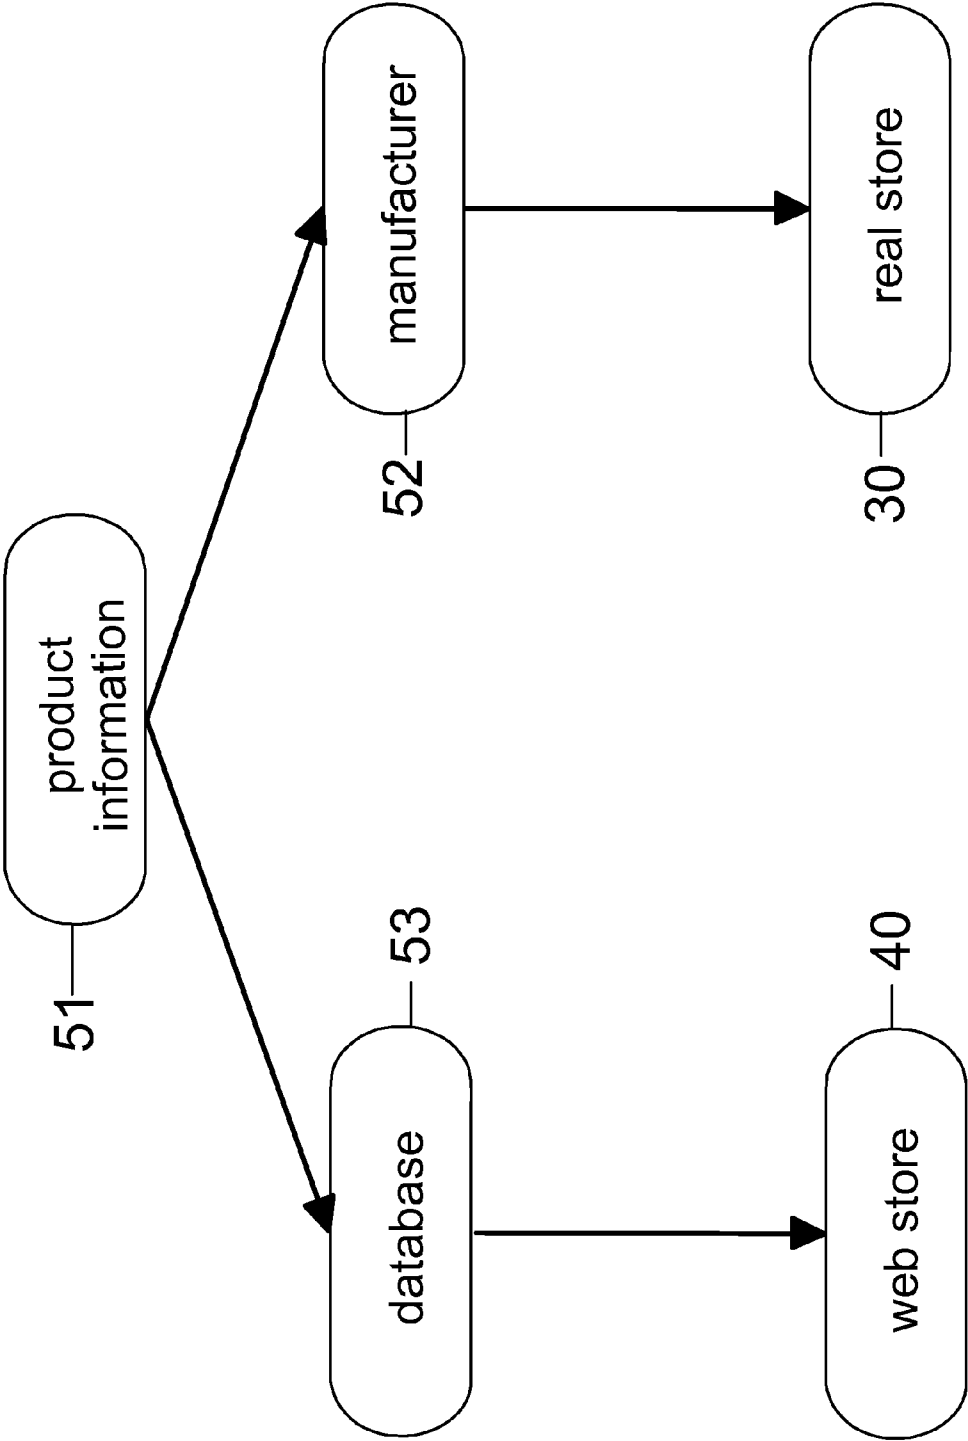 51
product
information
53
database
52
manufacturer
40
web store
30
real store